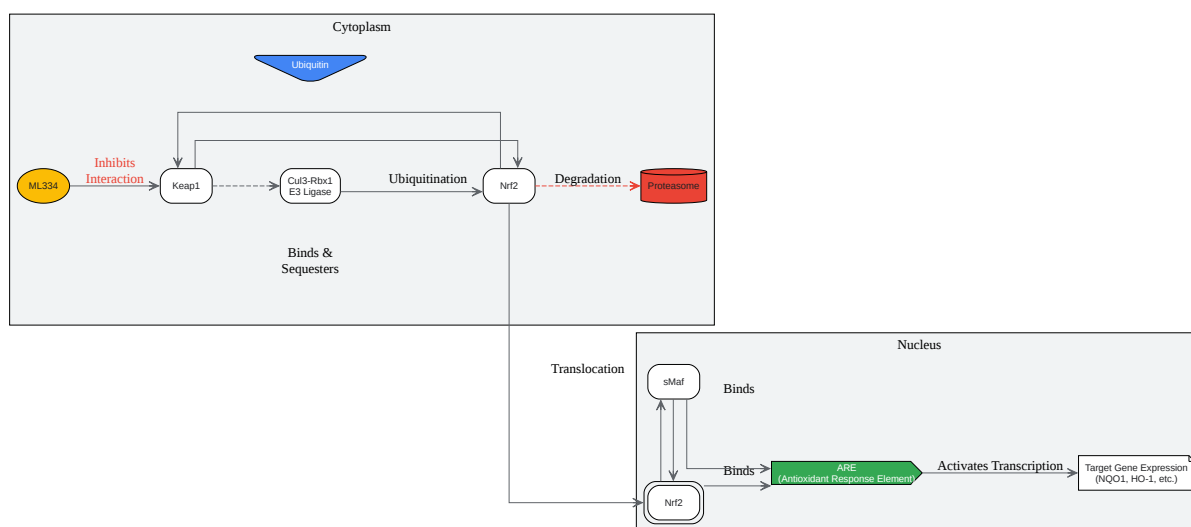 Cytoplasm
Ubiquitin
Inhibits
Interaction
ML334
Keap1
Cul3-Rbx1
E3 Ligase
Ubiquitination
Nrf2
Degradation
Proteasome
Binds &
Sequesters
Translocation
Nucleus
sMaf
Binds
Binds
Nrf2
ARE
(Antioxidant Response Element)
Activates Transcription
Target Gene Expression
(NQO1, HO-1, etc.)